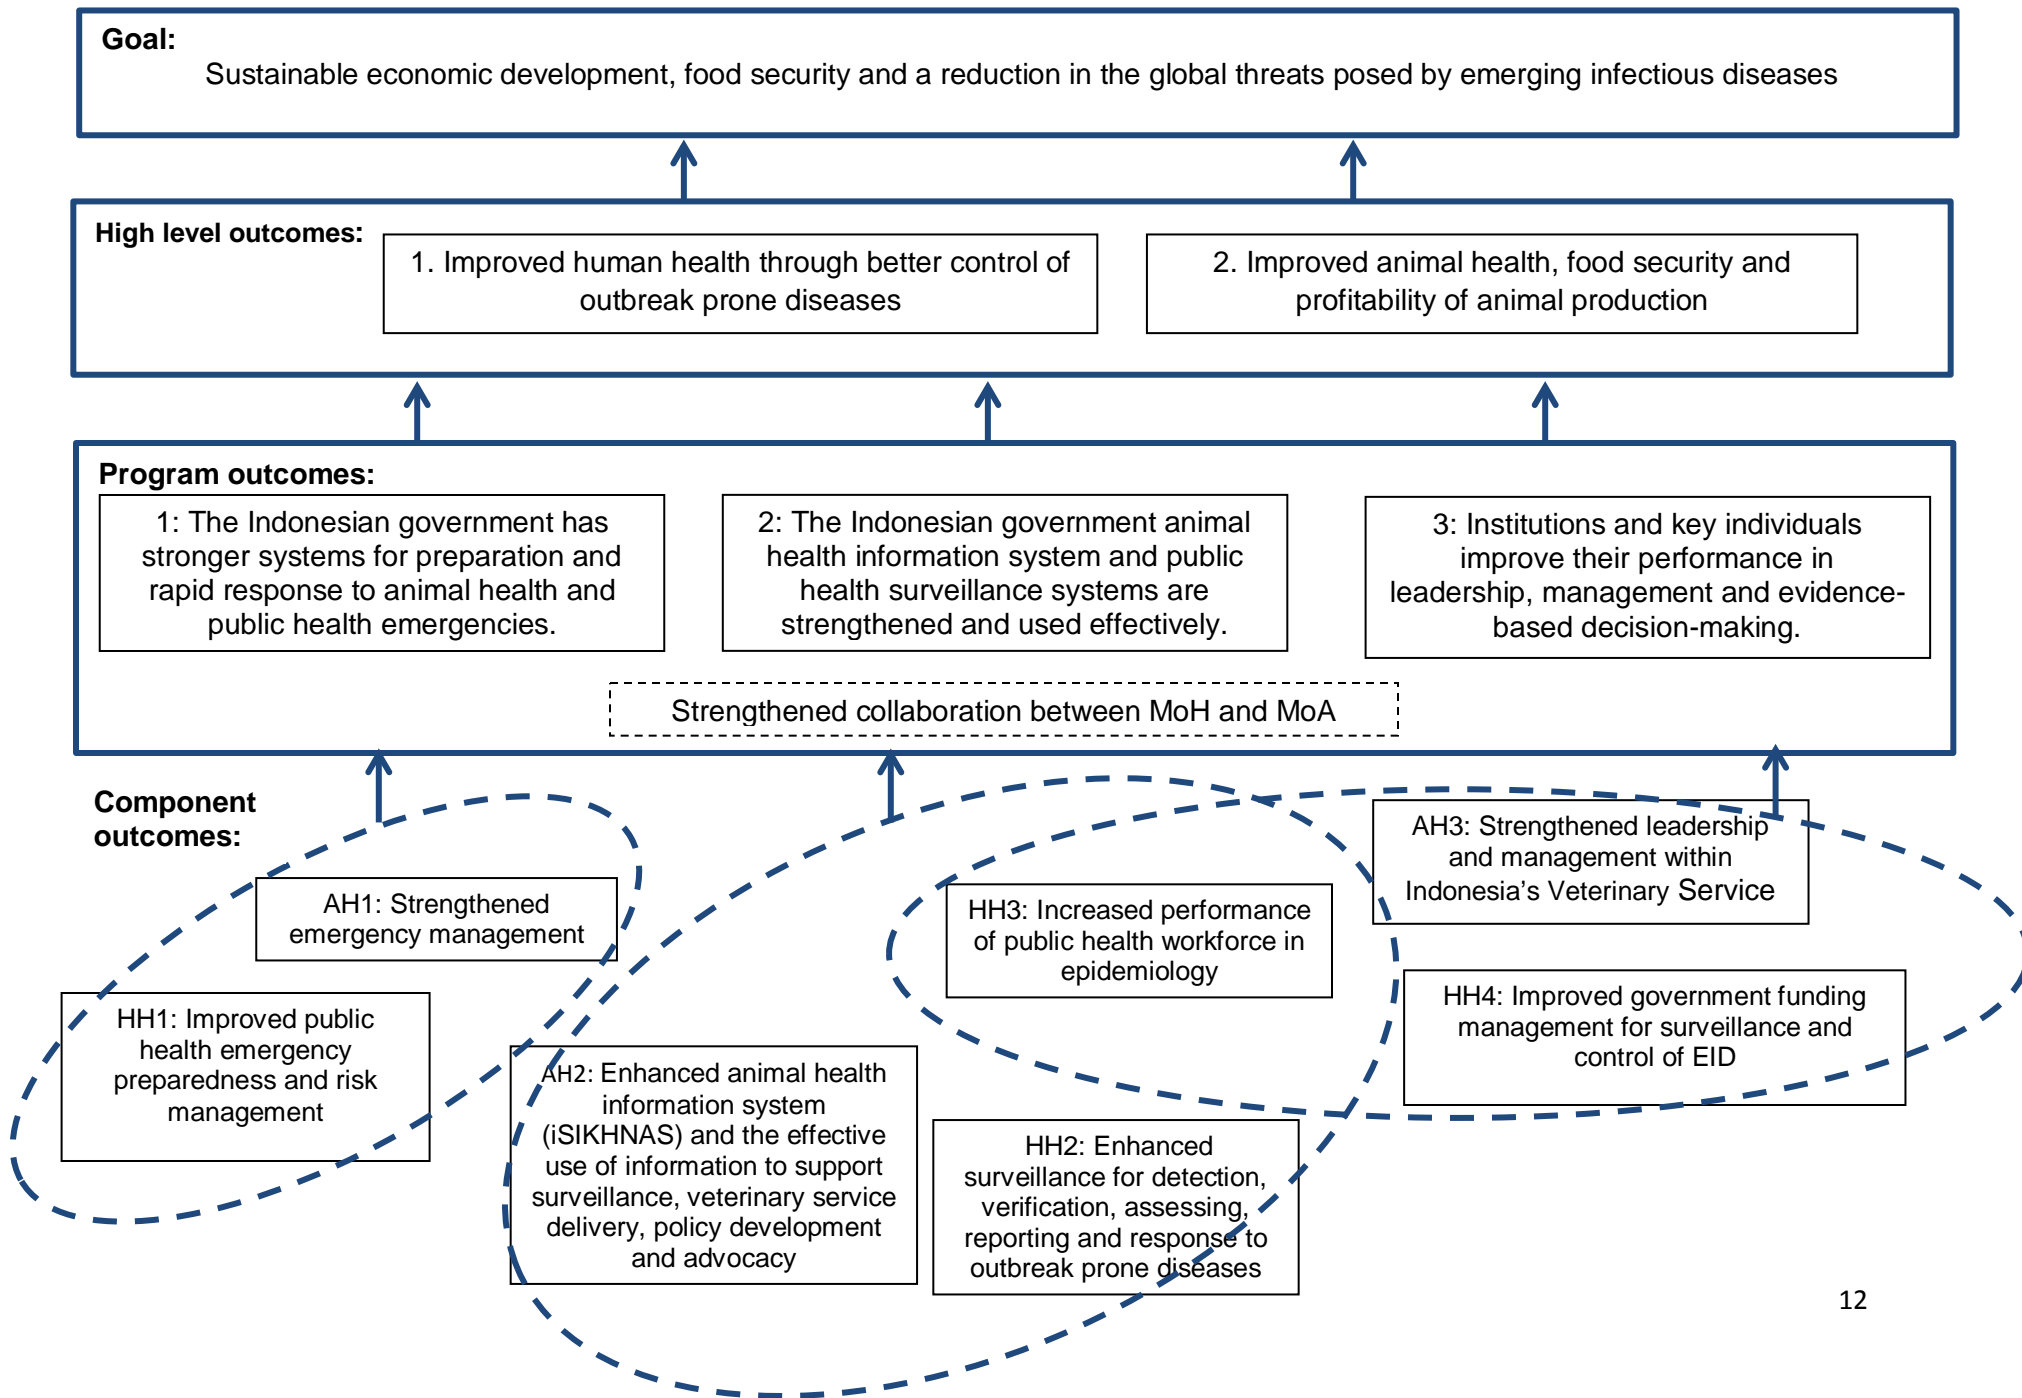 Goal:
Sustainable economic development, food security and a reduction in the global threats posed by emerging infectious diseases
High level outcomes:
1. Improved human health through better control of
outbreak prone diseases
2. Improved animal health, food security and
profitability of animal production
Program outcomes:
1: The Indonesian government has
stronger systems for preparation and
rapid response to animal health and
public health emergencies.
2: The Indonesian government animal
health information system and public
health surveillance systems are
strengthened and used effectively.
3: Institutions and key individuals
improve their performance in
leadership, management and evidence-
based decision-making.
Strengthened collaboration between MoH and MoA
Component
outcomes:
AH1: Strengthened
emergency management
HH1: Improved public
health emergency
preparedness and risk
management
AH2: Enhanced animal health
information system
(iSIKHNAS) and the effective
use of information to support
surveillance, veterinary service
delivery, policy development
and advocacy
HH3: Increased performance
of public health workforce in
epidemiology
HH2: Enhanced
surveillance for detection,
verification, assessing,
reporting and response to
outbreak prone diseases
AH3: Strengthened leadership
and management within
Indonesia's Veterinary Service
HH4: Improved government funding
management for surveillance and
control of EID
12